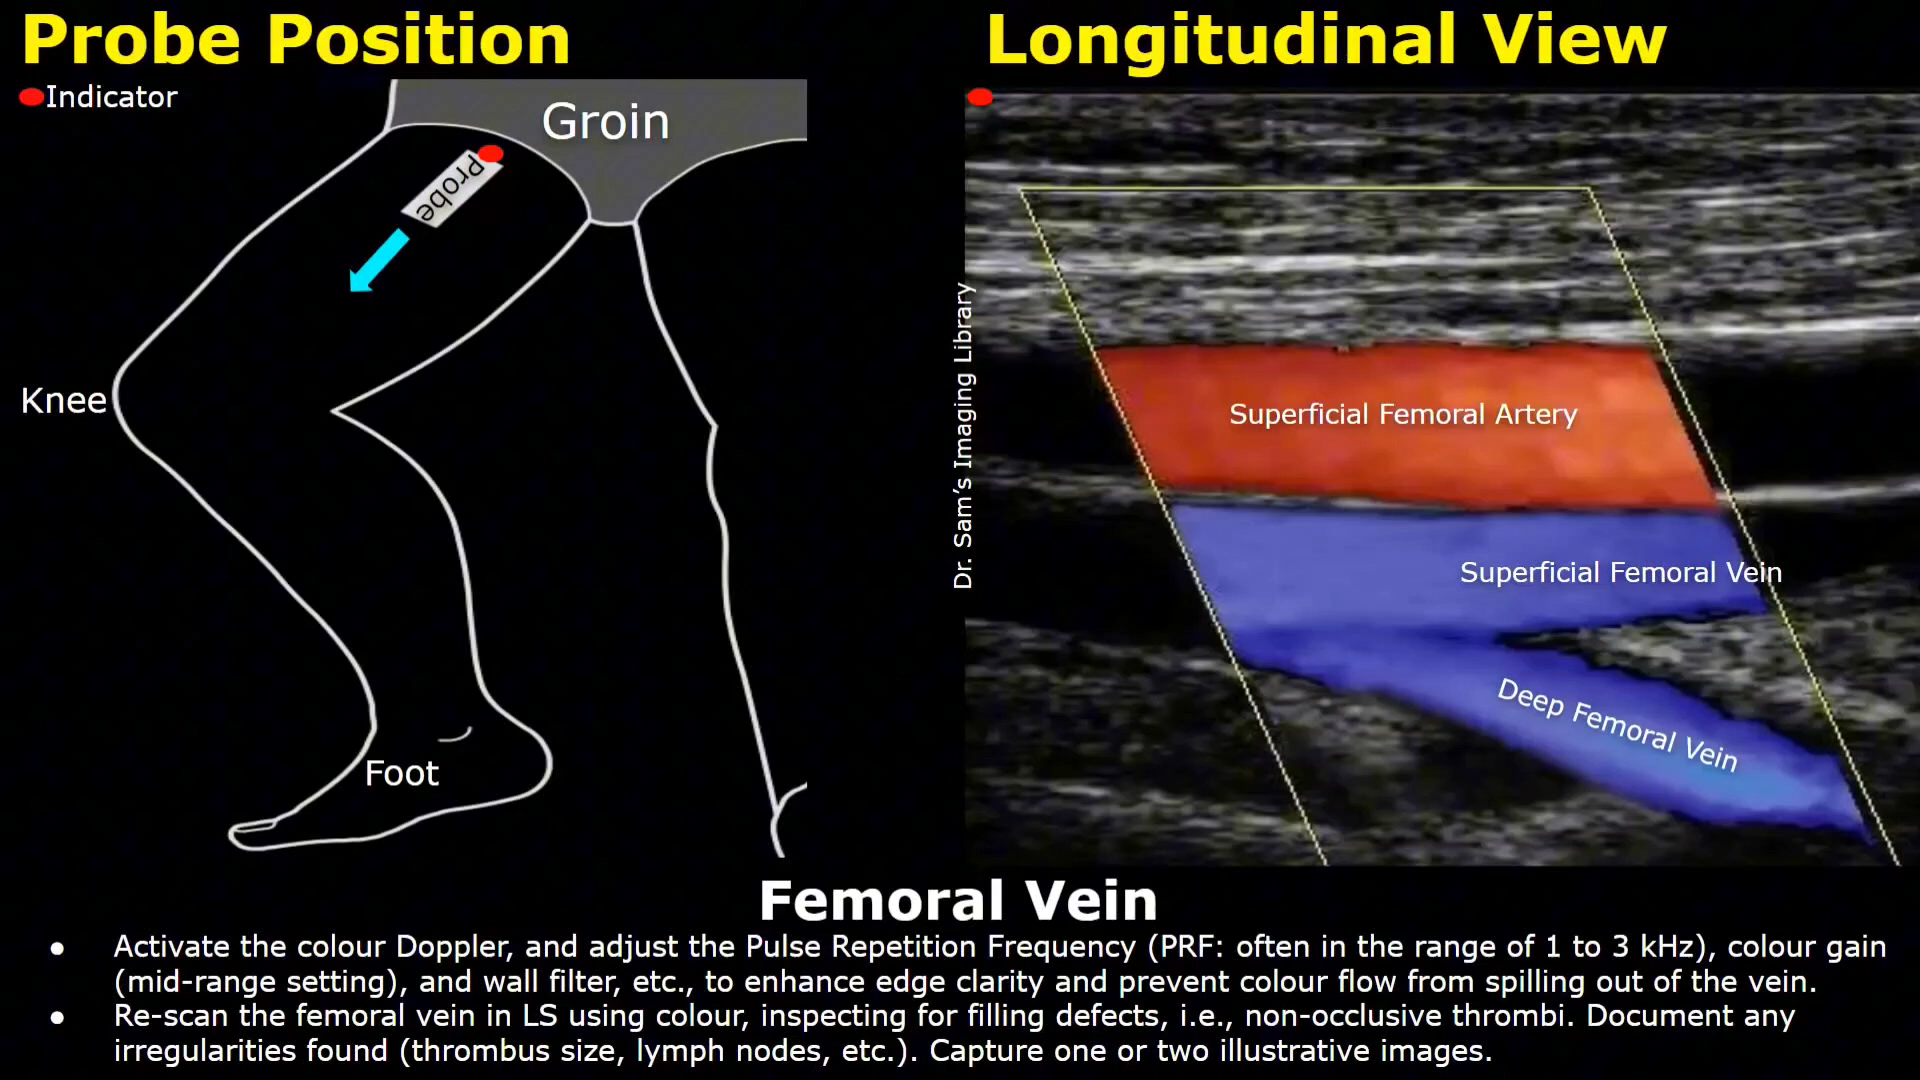 Probe Position
Indicator
Groin
Probe
Knee
Foot
Longitudinal View
Dr. Sam’s Imaging Library
Superficial Femoral Artery
Superficial Femoral Vein
Deep Femoral Vein
Femoral Vein
● Activate the colour Doppler, and adjust the Pulse Repetition Frequency (PRF: often in the range of 1 to 3 kHz), colour gain
(mid-range setting), and wall filter, etc., to enhance edge clarity and prevent colour flow from spilling out of the vein.
● Re-scan the femoral vein in LS using colour, inspecting for filling defects, i.e., non-occlusive thrombi. Document any
irregularities found (thrombus size, lymph nodes, etc.). Capture one or two illustrative images.